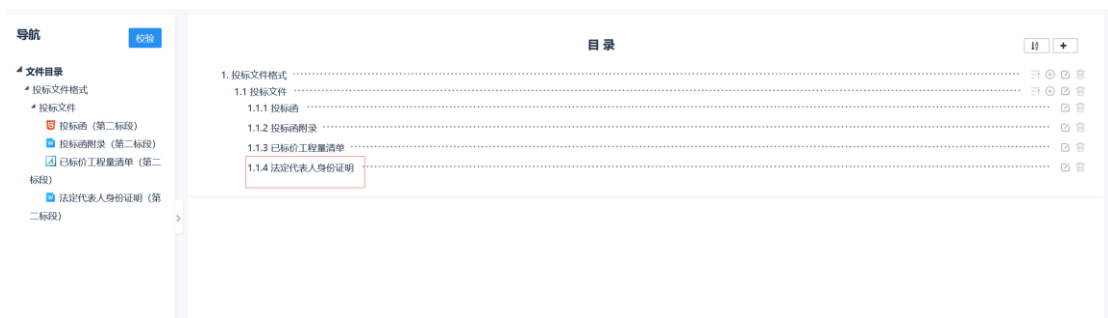 导航
校验
文件目录
投标文件格式
投标文件
投标函（第二标段）
投标函附录（第二标段）
已标价工程量清单（第二
标段）
法定代表人身份证明（第
二标段）
目录
1. 投标文件格式
1.1 投标文件
1.1.1 投标函
1.1.2 投标函附录
1.1.3 已标价工程量清单
1.1.4 法定代表人身份证明